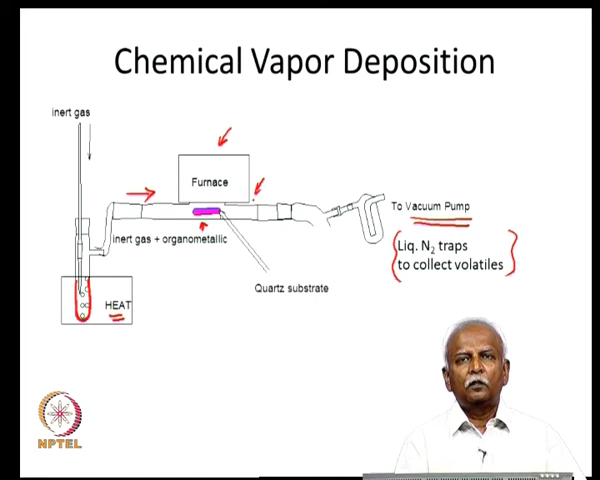 Chemical Vapor Deposition
inert gas
Furnace
To Vacuum Pump
inert gas + organometallic
Liq. N₂ traps
to collect volatiles
Quartz substrate
HEAT
NPTEL